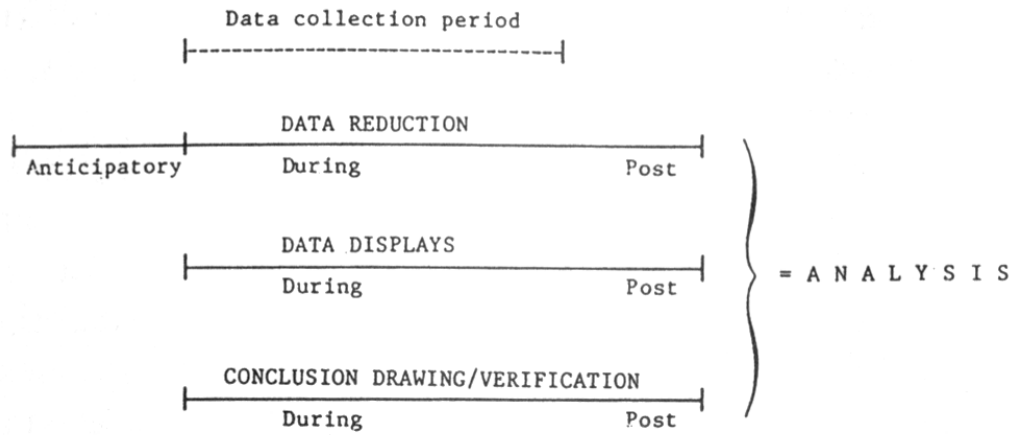 Data collection period
DATA REDUCTION
Anticipatory During Post
DATA DISPLAYS
During Post
= A N A L Y S I S
CONCLUSION DRAWING/VERIFICATION
During Post